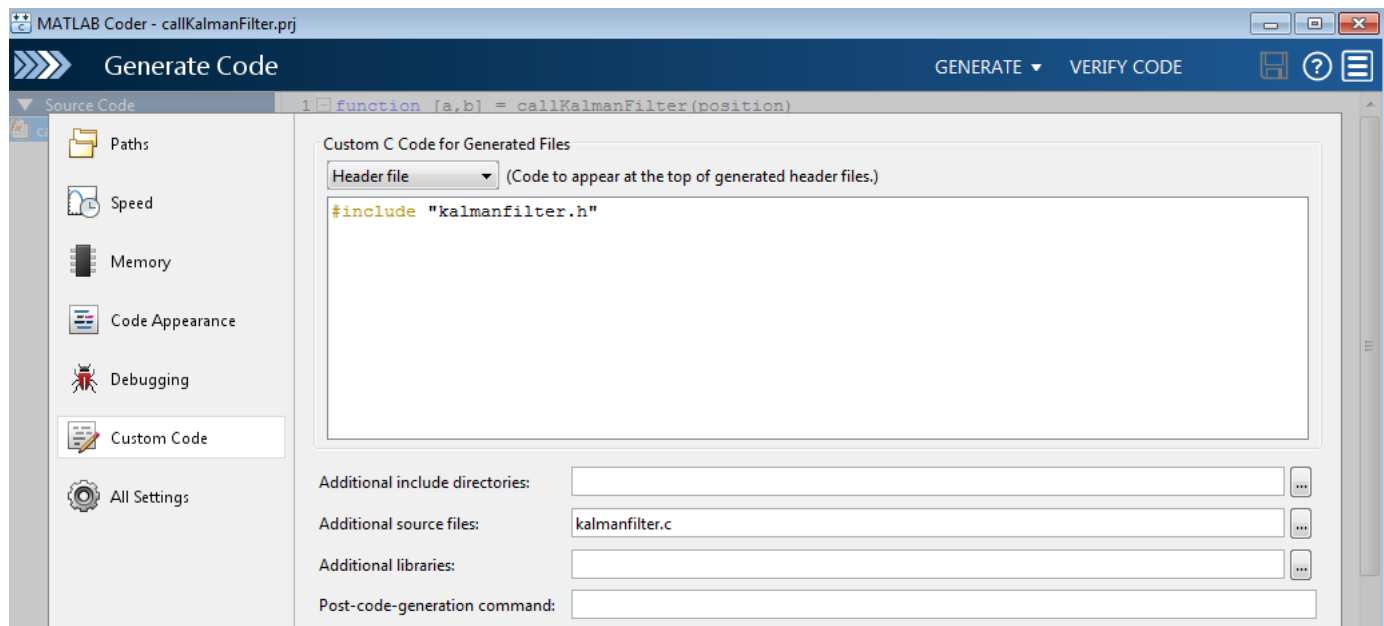 MATLAB Coder - callKalmanFilter.prj
Generate Code
GENERATE
VERIFY CODE
Source Code
1 function [a,b] = callKalmanFilter(position)
Paths
Speed
Memory
Code Appearance
Debugging
Custom Code
All Settings
Custom C Code for Generated Files
Header file (Code to appear at the top of generated header files.)
#include "kalmanfilter.h"
Additional include directories:
...
Additional source files: kalmanfilter.c
...
Additional libraries:
...
Post-code-generation command: